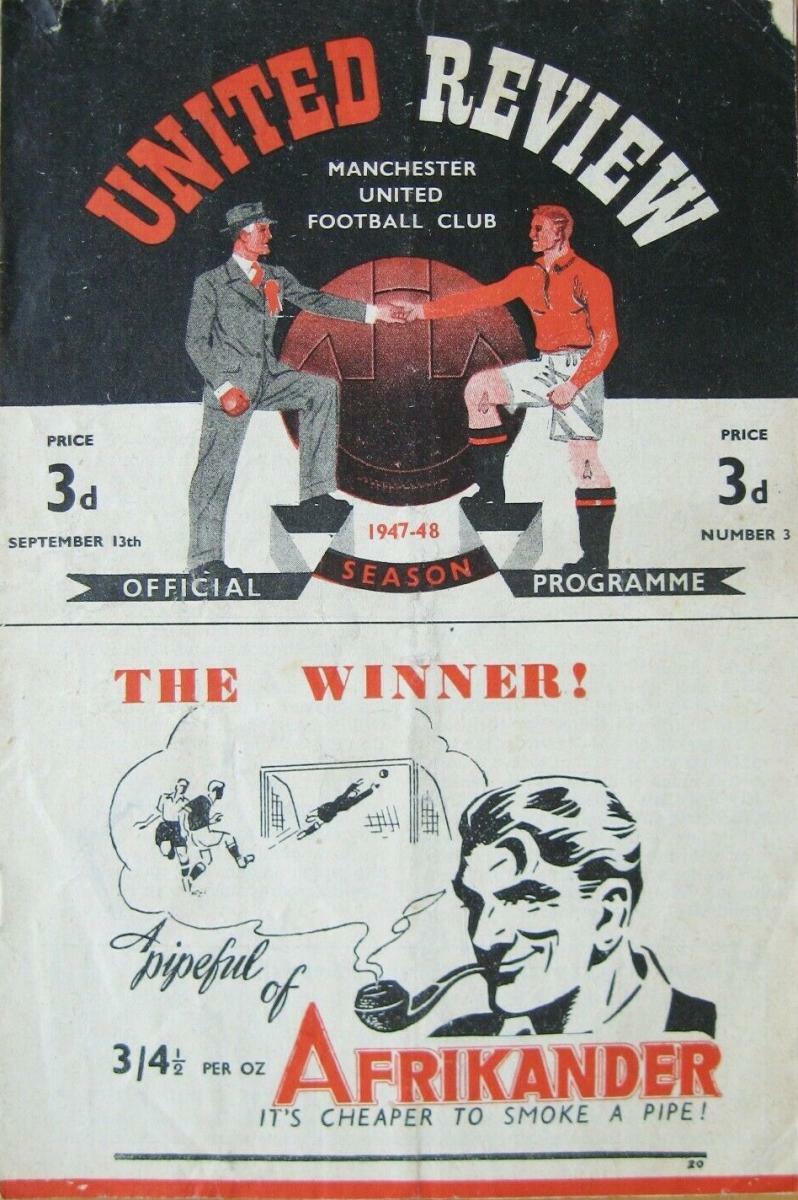 UNITED REVIEW
MANCHESTER
UNITED
FOOTBALL CLUB
PRICE
3d
SEPTEMBER 13th
PRICE
3d
NUMBER 3
1947-48
SEASON
OFFICIAL
PROGRAMME
THE WINNER!
A pipeful of
3/4½ PER OZ
AFRIKANDER
IT'S CHEAPER TO SMOKE A PIPE!
20